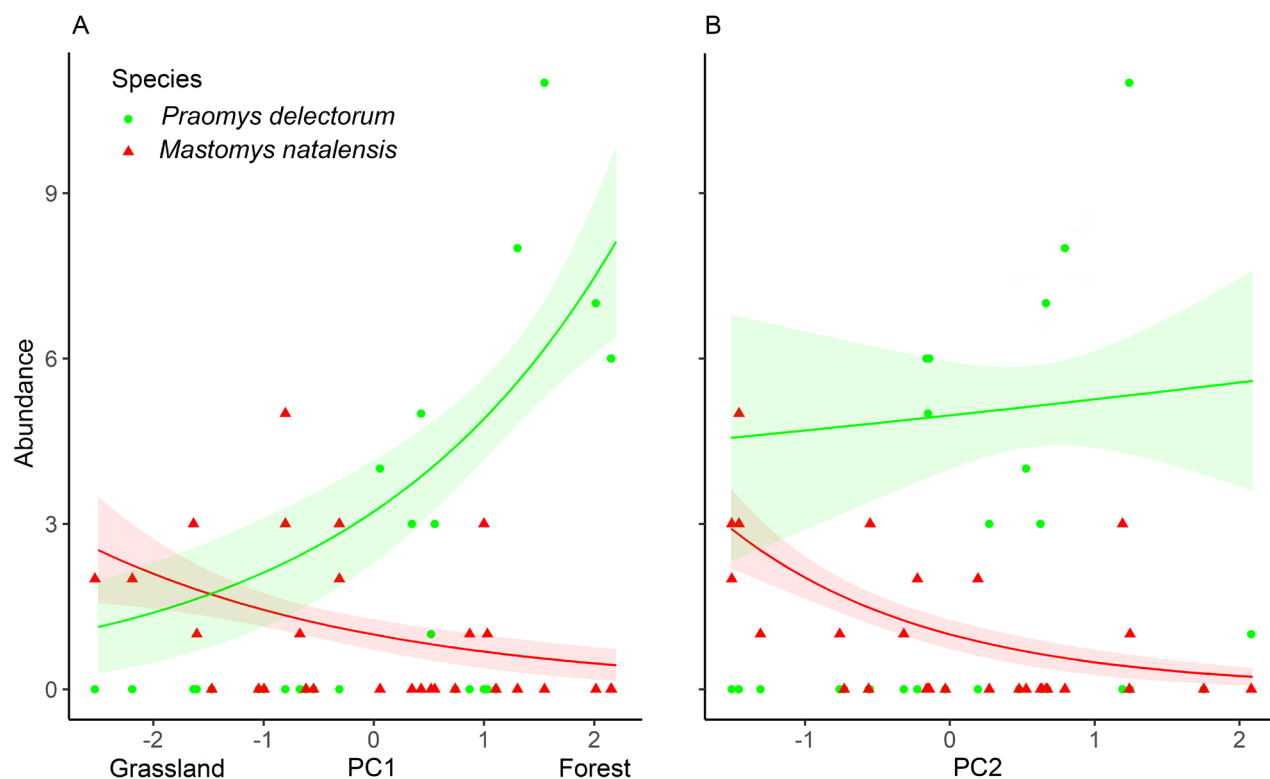 A
B
Species
Praomys delectorum
Mastomys natalensis
Abundance
9
6
3
0
-2 -1 0 1 2
-1 0 1 2
Grassland PC1 Forest
PC2